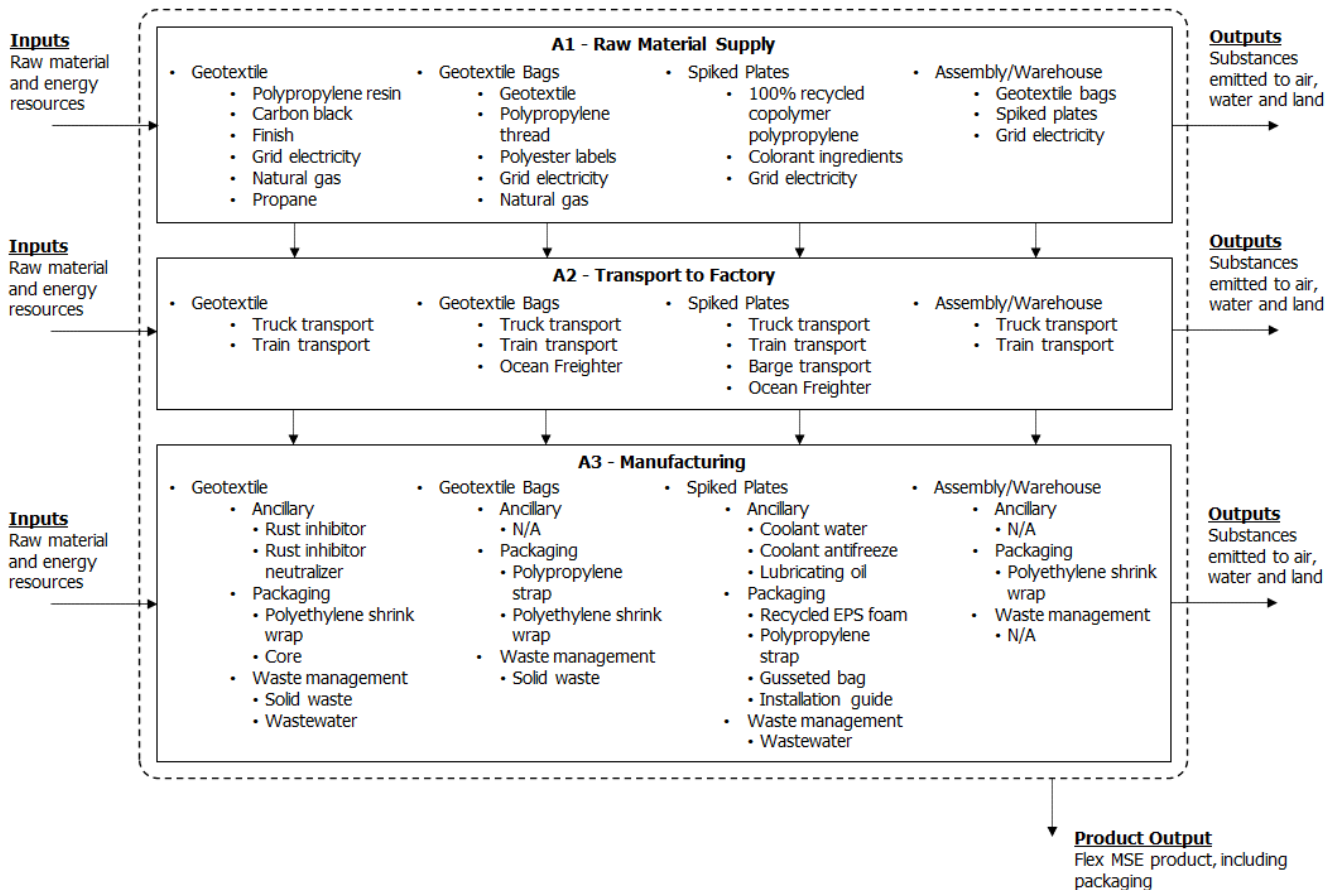 Inputs
Raw material
and energy
resources
A1 - Raw Material Supply
• Geotextile
• Polypropylene resin
• Carbon black
• Finish
• Grid electricity
• Natural gas
• Propane
• Geotextile Bags
• Geotextile
• Polypropylene
thread
• Polyester labels
• Grid electricity
• Natural gas
• Spiked Plates
• 100% recycled
copolymer
polypropylene
• Colorant ingredients
• Grid electricity
• Assembly/Warehouse
• Geotextile bags
• Spiked plates
• Grid electricity
Outputs
Substances
emitted to air,
water and land
Inputs
Raw material
and energy
resources
A2 - Transport to Factory
• Geotextile
• Truck transport
• Train transport
• Geotextile Bags
• Truck transport
• Train transport
• Ocean Freighter
• Spiked Plates
• Truck transport
• Train transport
• Barge transport
• Ocean Freighter
• Assembly/Warehouse
• Truck transport
• Train transport
Outputs
Substances
emitted to air,
water and land
Inputs
Raw material
and energy
resources
A3 - Manufacturing
• Geotextile
• Ancillary
• Rust inhibitor
• Rust inhibitor
neutralizer
• Packaging
• Polyethylene shrink
wrap
• Core
• Waste management
• Solid waste
• Wastewater
• Geotextile Bags
• Ancillary
• N/A
• Packaging
• Polypropylene
strap
• Polyethylene shrink
wrap
• Waste management
• Solid waste
• Spiked Plates
• Ancillary
• Coolant water
• Coolant antifreeze
• Lubricating oil
• Packaging
• Recycled EPS foam
• Polypropylene
strap
• Gusseted bag
• Installation guide
• Waste management
• Wastewater
• Assembly/Warehouse
• Ancillary
• N/A
• Packaging
• Polyethylene shrink
wrap
• Waste management
• N/A
Outputs
Substances
emitted to air,
water and land
Product Output
Flex MSE product, including
packaging